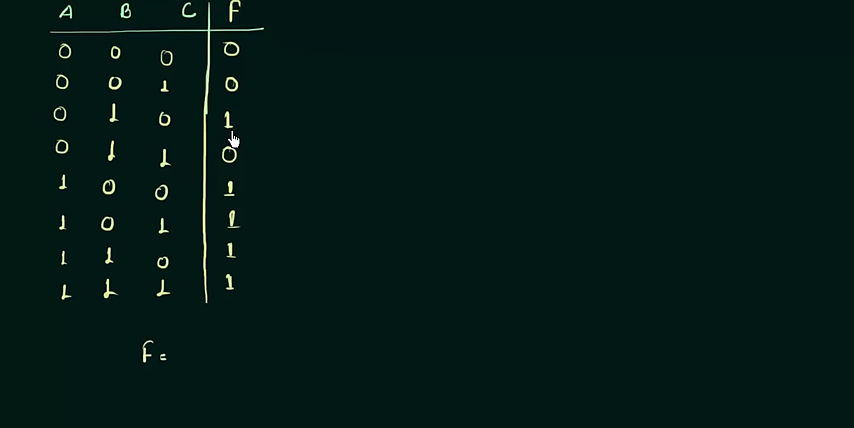 A B C F
0 0 0 0
0 0 1 0
0 1 0 1
0 1 1 0
1 0 0 1
1 0 1 1
1 1 0 1
1 1 1 1
F =